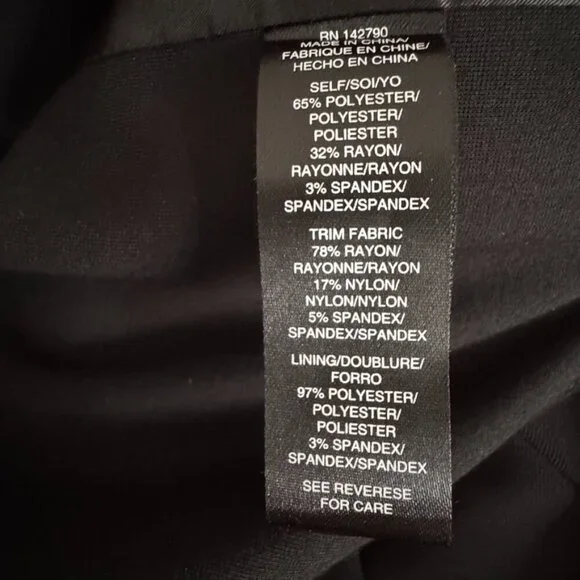 RN 142790
MADE IN CHINA/
FABRIQUE EN CHINE/
HECHO EN CHINA
SELF/SOI/YO
65% POLYESTER/
POLYESTER/
POLIESTER
32% RAYON/
RAYONNE/RAYON
3% SPANDEX/
SPANDEX/SPANDEX
TRIM FABRIC
78% RAYON/
RAYONNE/RAYON
17% NYLON/
NYLON/NYLON
5% SPANDEX/
SPANDEX/SPANDEX
LINING/DOUBLURE/
FORRO
97% POLYESTER/
POLYESTER/
POLIESTER
3% SPANDEX/
SPANDEX/SPANDEX
SEE REVERESE
FOR CARE